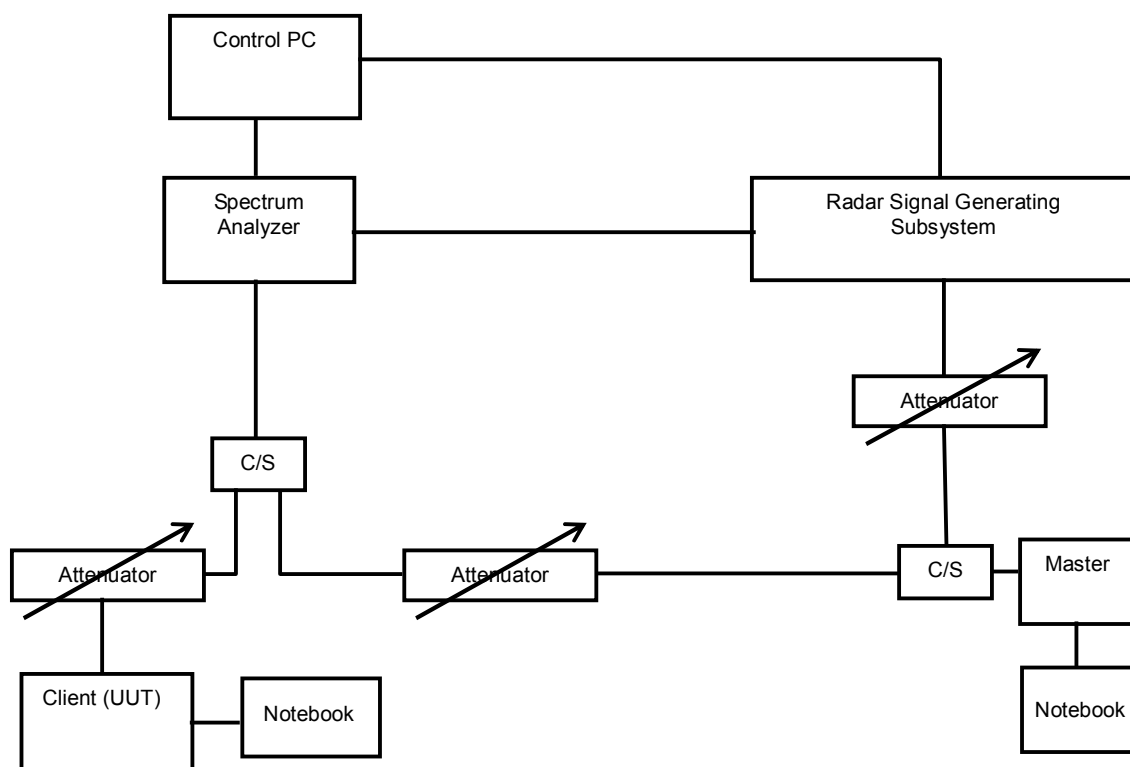 Control PC
Spectrum
Analyzer
Radar Signal Generating
Subsystem
Attenuator
C/S
Attenuator
Attenuator
C/S
Master
Client (UUT)
Notebook
Notebook